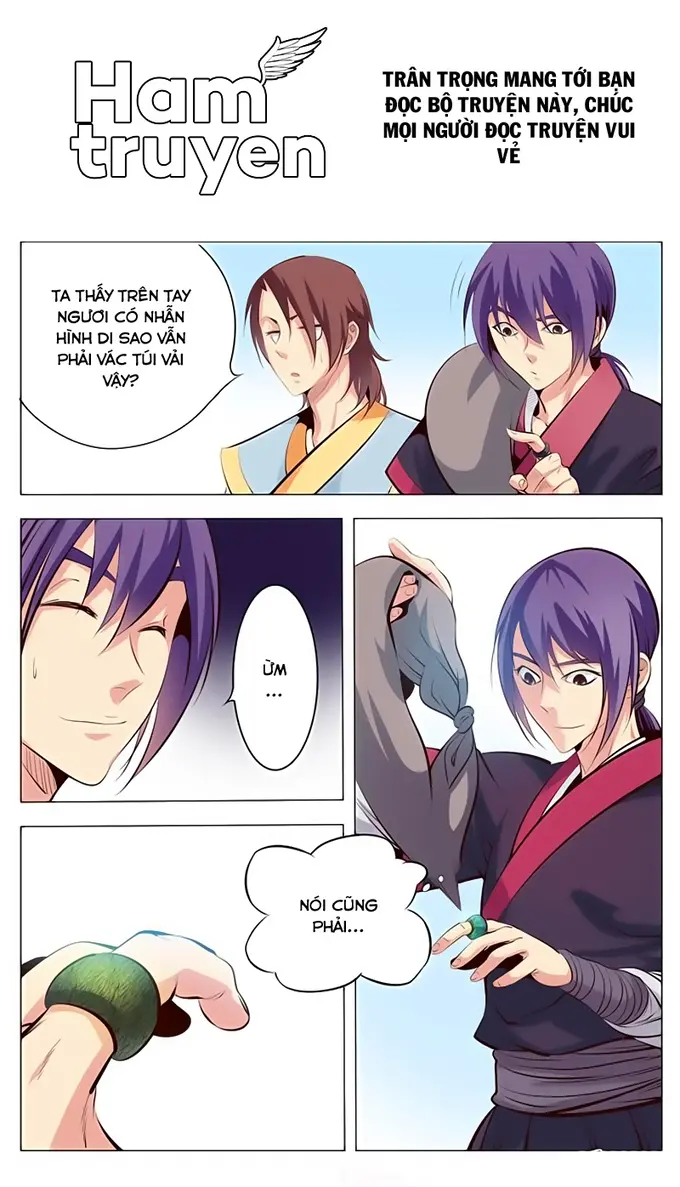 Ham
truyen
TRÂN TRỌNG MANG TỚI BẠN
ĐỌC BỘ TRUYỆN NÀY, CHÚC
MỌI NGƯỜI ĐỌC TRUYỆN VUI
VẺ
TA THẤY TRÊN TAY
NGƯƠI CÓ NHẪN
HÌNH DI SAO VẪN
PHẢI VÁC TÚI VẢI
VẬY?
ỪM
...
NÓI CŨNG
PHẢI...